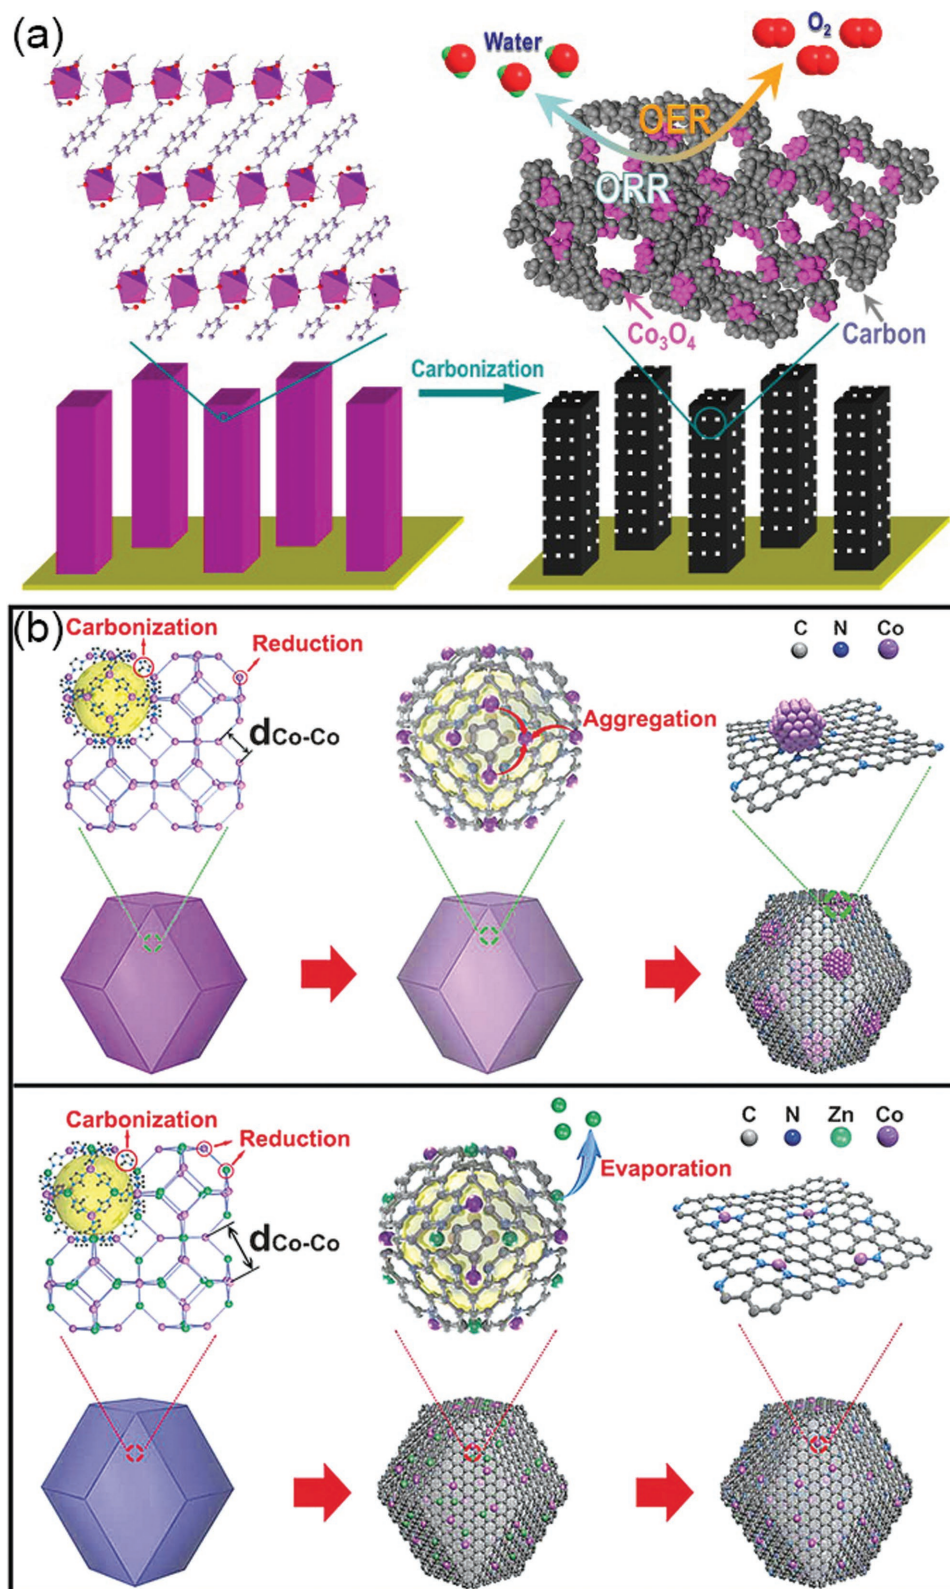 (a)
Water
O2
OER
ORR
Co3O4
Carbon
Carbonization
(b)
Carbonization
Reduction
dCo-Co
Aggregation
C N Co
Carbonization
Reduction
dCo-Co
Evaporation
C N Zn Co